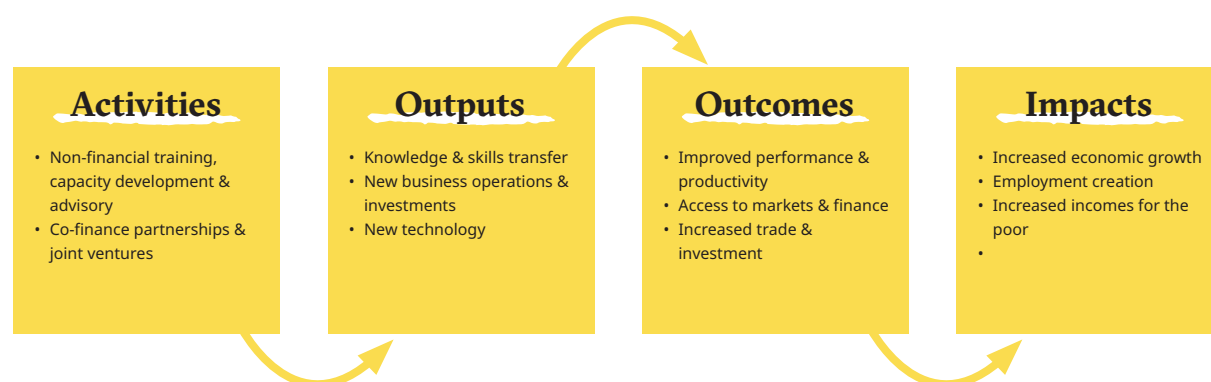 Activities
• Non-financial training,
capacity development &
advisory
• Co-finance partnerships &
joint ventures
Outputs
• Knowledge & skills transfer
• New business operations &
investments
• New technology
Outcomes
• Improved performance &
productivity
• Access to markets & finance
• Increased trade &
investment
Impacts
• Increased economic growth
• Employment creation
• Increased incomes for the
poor
•